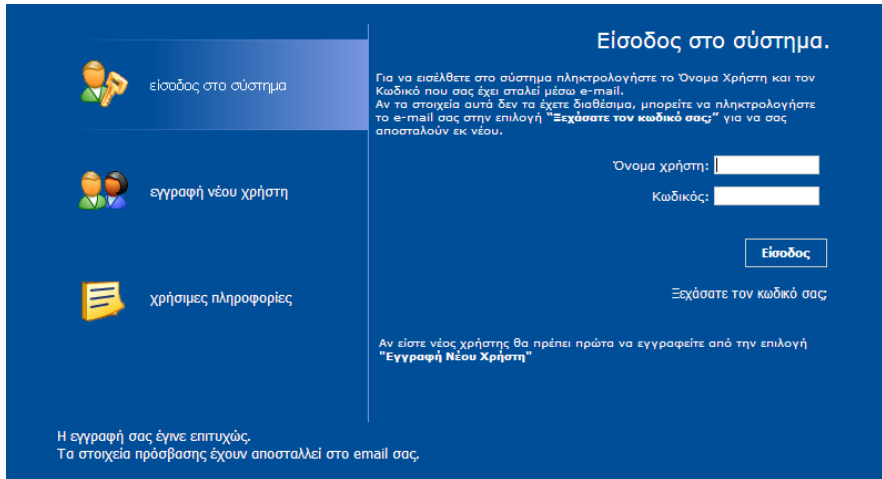 Είσοδος στο σύστημα.
είσοδος στο σύστημα
Για να εισέλθετε στο σύστημα πληκτρολογήστε το Όνομα Χρήστη και τον
Κωδικό που σας έχει σταλεί μέσω e-mail.
Αν τα στοιχεία αυτά δεν τα έχετε διαθέσιμα, μπορείτε να πληκτρολογήστε
το e-mail σας στην επιλογή "Ξεχάσατε τον κωδικό σας;" για να σας
αποσταλούν εκ νέου.
Όνομα χρήστη:
εγγραφή νέου χρήστη
Κωδικός:
Είσοδος
χρήσιμες πληροφορίες
Ξεχάσατε τον κωδικό σας;
Αν είστε νέος χρήστης θα πρέπει πρώτα να εγγραφείτε από την επιλογή
"Εγγραφή Νέου Χρήστη"
Η εγγραφή σας έγινε επιτυχώς.
Τα στοιχεία πρόσβασης έχουν αποσταλλεί στο email σας.